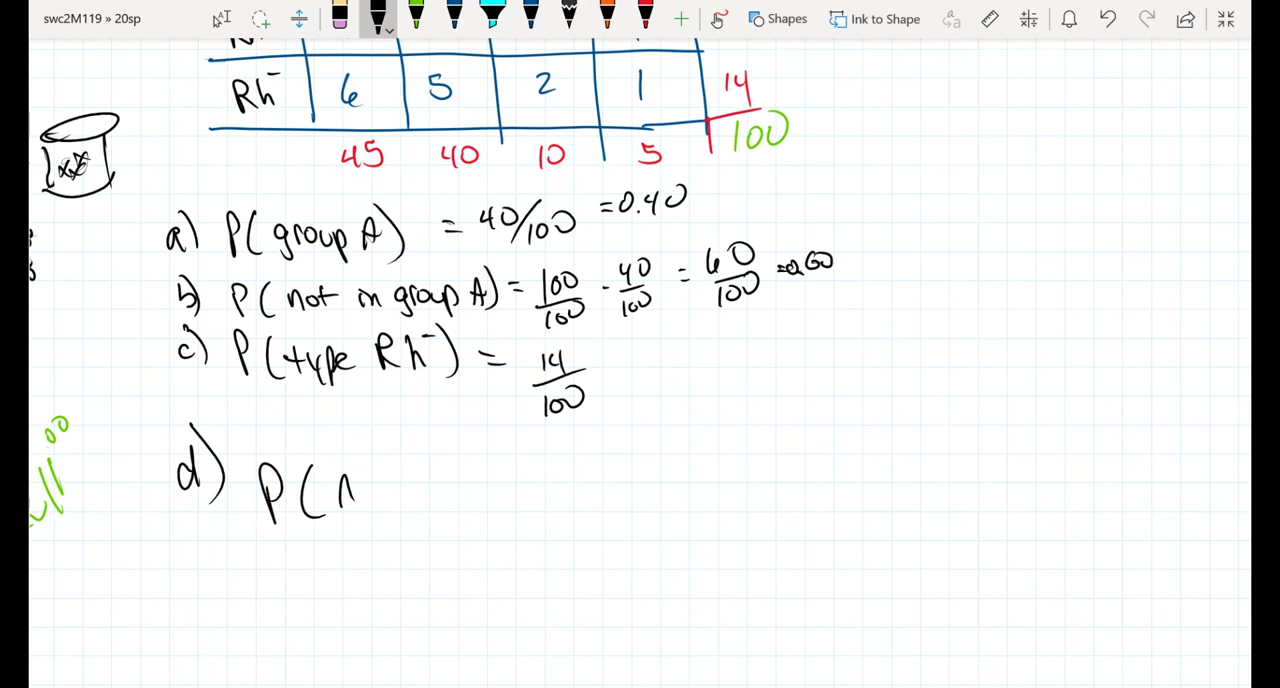 swc2M119 » 20sp
Shapes
Ink to Shape
Rh⁻ 6 5 2 1 14
45 40 10 5 100
a) P(group A) = 40/100 = 0.40
b) P(not in group A) = 100/100 - 40/100 = 60/100 = 0.60
c) P(type Rh⁻) = 14/100
d) P(